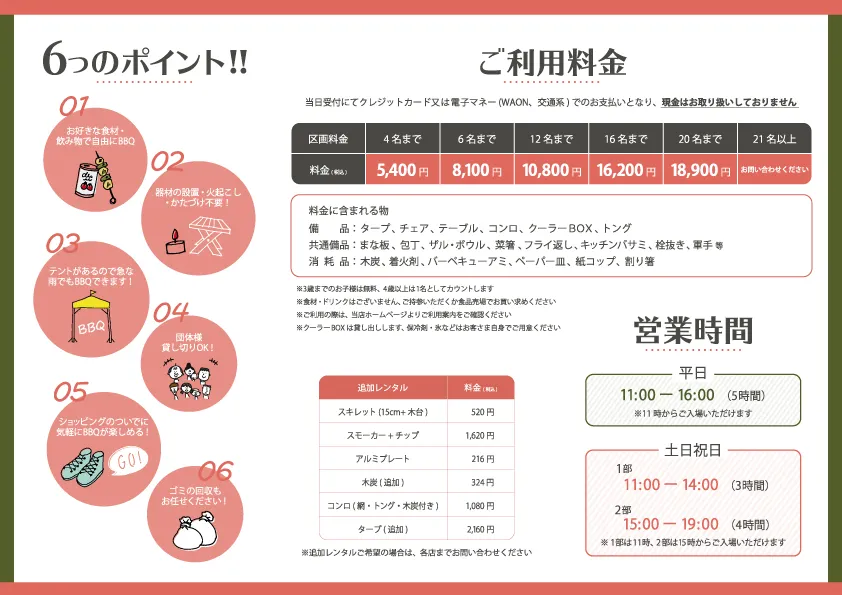 6つのポイント!!
01
お好きな食材・
飲み物で自由にBBQ
02
器材の設置・火起こし
・かたづけ不要！
03
テントがあるので急な
雨でもBBQできます！
BBQ
04
団体様
貸し切りOK！
05
ショッピングのついでに
気軽にBBQが楽しめる！
GO!
06
ゴミの回収も
お任せください！
ご利用料金
当日受付にてクレジットカード又は電子マネー(WAON、交通系)でのお支払いとなり、現金はお取り扱いしておりません
区画料金 4名まで 6名まで 12名まで 16名まで 20名まで 21名以上
料金(税込) 5,400円 8,100円 10,800円 16,200円 18,900円 お問い合わせください
料金に含まれる物
備　品：タープ、チェア、テーブル、コンロ、クーラーBOX、トング
共通備品：まな板、包丁、ザル・ボウル、菜箸、フライ返し、キッチンバサミ、栓抜き、軍手 等
消 耗 品：木炭、着火剤、バーベキューアミ、ペーパー皿、紙コップ、割り箸
※3歳までのお子様は無料、4歳以上は1名としてカウントします
※食材・ドリンクはございません、ご持参いただくか食品売場でお買い求めください
※ご利用の際は、当店ホームページよりご利用案内をご確認ください
※クーラーBOXは貸し出しします、保冷剤・氷などはお客さま自身でご用意ください
追加レンタル 料金(税込)
スキレット(15cm+木台) 520円
スモーカー+チップ 1,620円
アルミプレート 216円
木炭(追加) 324円
コンロ(網・トング・木炭付き) 1,080円
タープ(追加) 2,160円
※追加レンタルご希望の場合は、各店までお問い合わせください
営業時間
平日
11:00 ー 16:00 （5時間）
※11時からご入場いただけます
土日祝日
1部
11:00 ー 14:00 （3時間）
2部
15:00 ー 19:00 （4時間）
※ 1部は11時、2部は15時からご入場いただけます